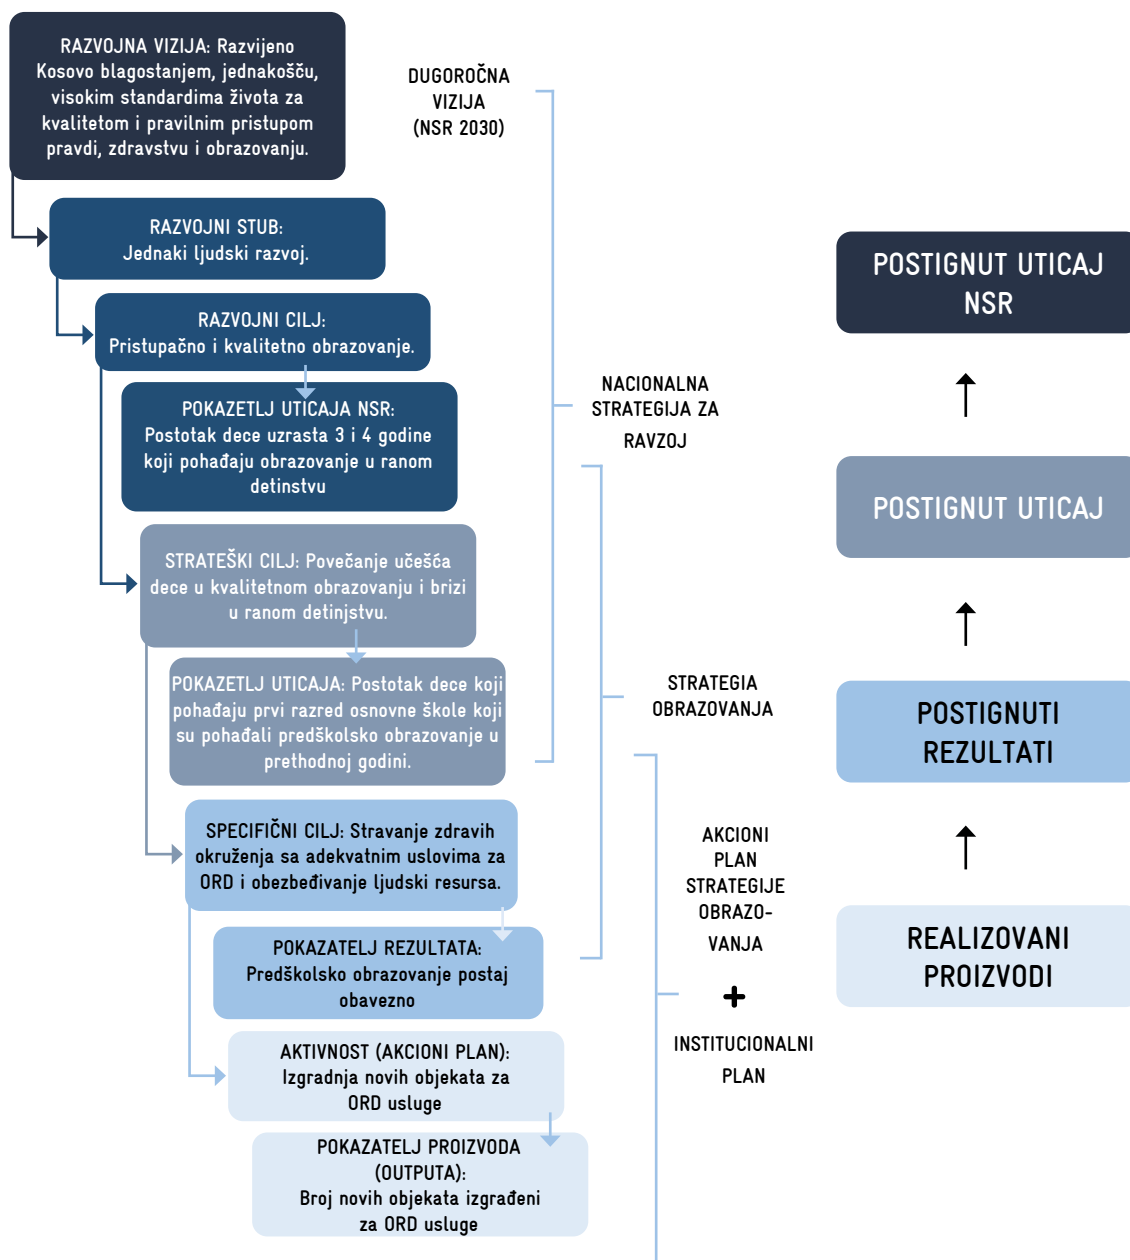 RAZVOJNA VIZIJA: Razvijeno
Kosovo blagostanjem, jednakošču,
visokim standardima života za
kvalitetom i pravilnim pristupom
pravdi, zdravstvu i obrazovanju.
RAZVOJNI STUB:
Jednaki ljudski razvoj.
RAZVOJNI CILJ:
Pristupačno i kvalitetno obrazovanje.
POKAZETLJ UTICAJA NSR:
Postotak dece uzrasta 3 i 4 godine
koji pohađaju obrazovanje u ranom
detinstvu
STRATEŠKI CILJ: Povečanje učešća
dece u kvalitetnom obrazovanju i brizi
u ranom detinjstvu.
POKAZETLJ UTICAJA: Postotak dece koji
pohađaju prvi razred osnovne škole koji
su pohađali predškolsko obrazovanje u
prethodnoj godini.
SPECIFIČNI CILJ: Stravanje zdravih
okruženja sa adekvatnim uslovima za
ORD i obezbeđivanje ljudski resursa.
POKAZATELJ REZULTATA:
Predškolsko obrazovanje postaj
obavezno
AKTIVNOST (AKCIONI PLAN):
Izgradnja novih objekata za
ORD usluge
POKAZATELJ PROIZVODA
(OUTPUTA):
Broj novih objekata izgrađeni
za ORD usluge
DUGOROČNA
VIZIJA
(NSR 2030)
NACIONALNA
STRATEGIJA ZA
RAVZOJ
STRATEGIA
OBRAZOVANJA
AKCIONI
PLAN
STRATEGIJE
OBRAZO-
VANJA
+
INSTITUCIONALNI
PLAN
POSTIGNUT UTICAJ
NSR
POSTIGNUT UTICAJ
POSTIGNUTI
REZULTATI
REALIZOVANI
PROIZVODI